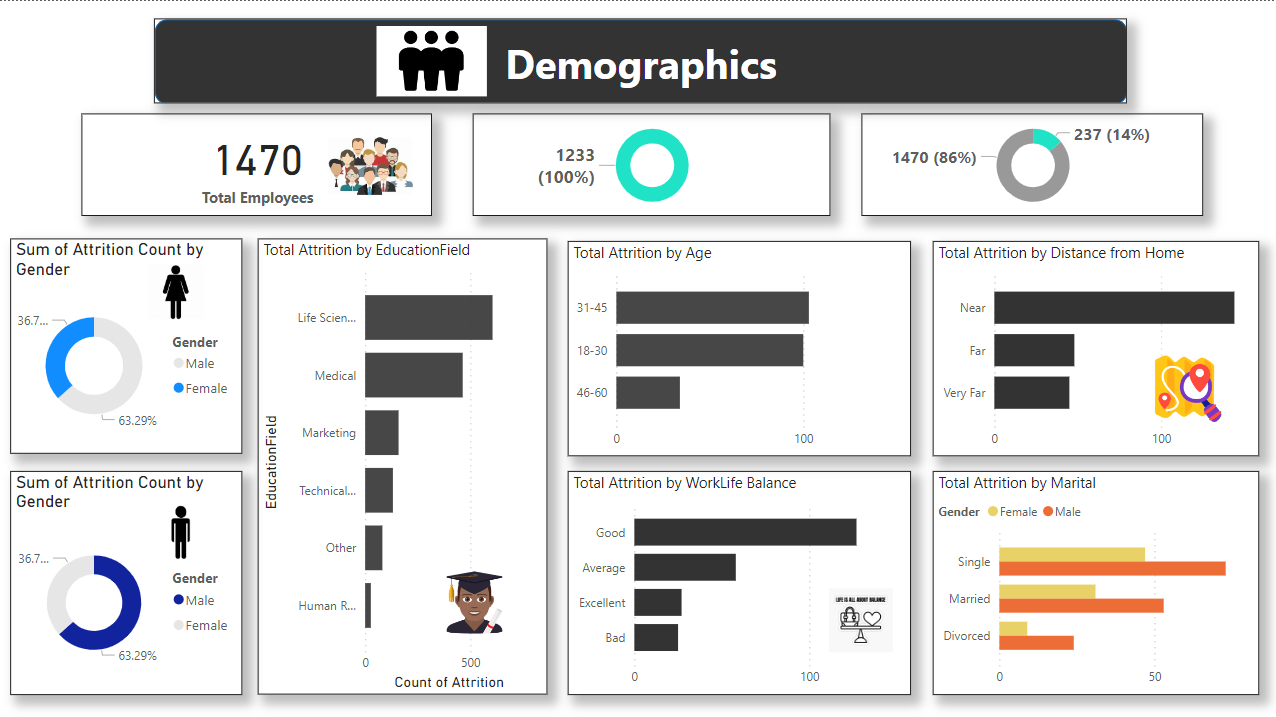 Demographics
1470
Total Employees
1233
(100%)
237 (14%)
1470 (86%)
Sum of Attrition Count by
Gender
36.7...
Gender
Male
Female
63.29%
Sum of Attrition Count by
Gender
36.7...
Gender
Male
Female
63.29%
Total Attrition by EducationField
EducationField
Life Scien...
Medical
Marketing
Technical...
Other
Human R...
0
500
Count of Attrition
Total Attrition by Age
31-45
18-30
46-60
0
100
Total Attrition by Distance from Home
Near
Far
Very Far
0
100
Total Attrition by WorkLife Balance
Good
Average
Excellent
Bad
LIFE IS ALL ABOUT BALANCE
0
100
Total Attrition by Marital
Gender
Female
Male
Single
Married
Divorced
0
50